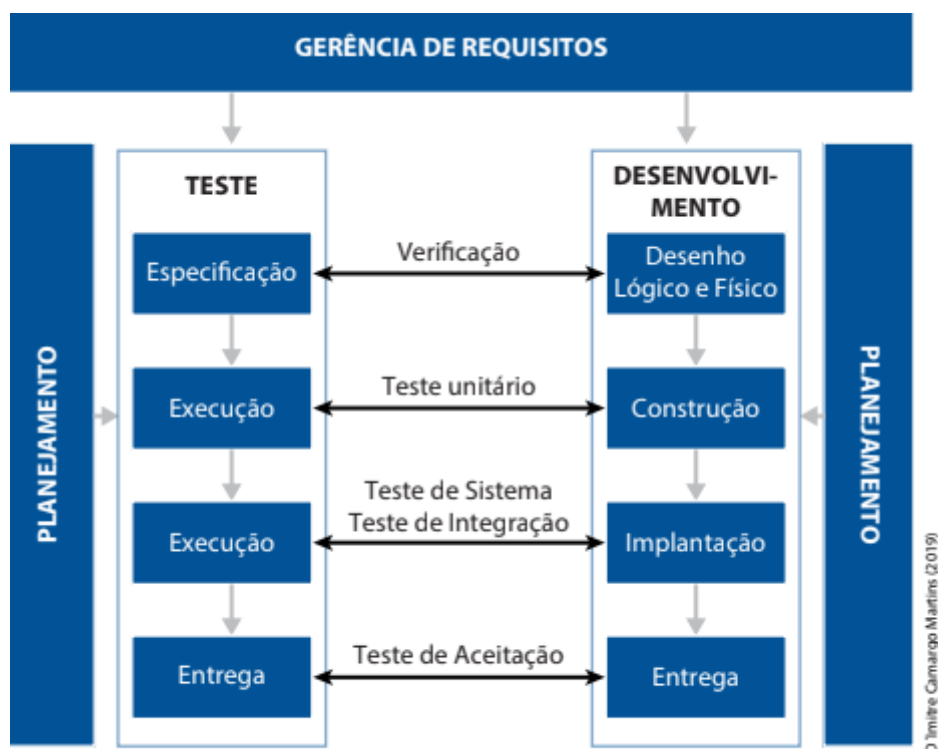 GERÊNCIA DE REQUISITOS
PLANEJAMENTO
TESTE
Especificação
Execução
Execução
Entrega
Verificação
Teste unitário
Teste de Sistema
Teste de Integração
Teste de Aceitação
DESENVOLVI-
MENTO
Desenho
Lógico e Físico
Construção
Implantação
Entrega
PLANEJAMENTO
Tmitre Camargo Martins (2019)